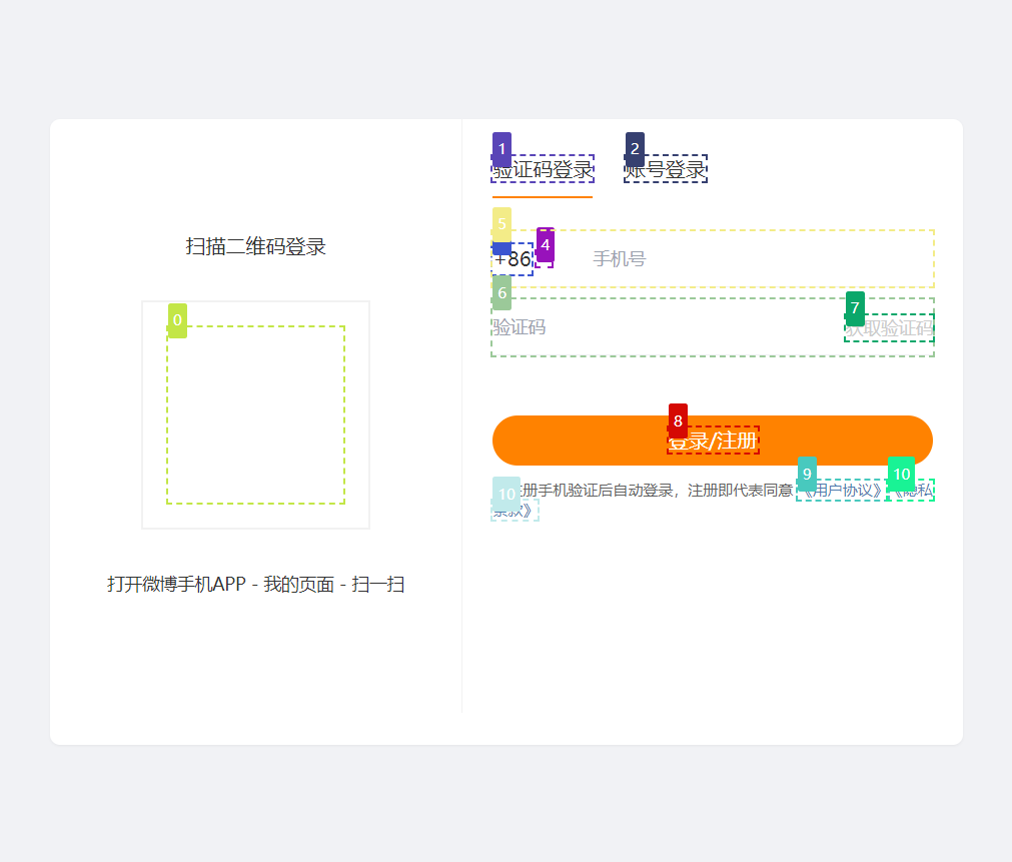 扫描二维码登录
0
打开微博手机APP - 我的页面 - 扫一扫
1
2
验证码登录
账号登录
5
4
+86
手机号
6
7
验证码
获取验证码
8
登录/注册
9
10
册手机验证后自动登录，注册即代表同意《用户协议》《隐私
10
条款》